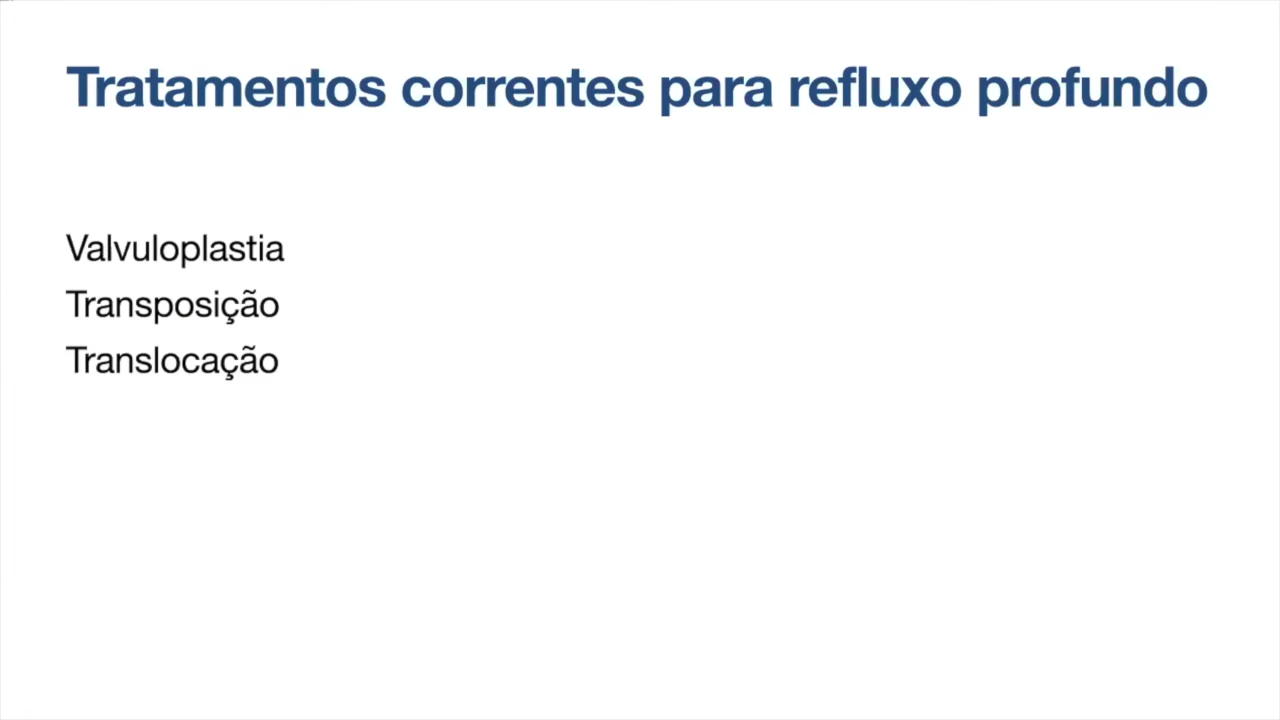 Tratamentos correntes para refluxo profundo
Valvuloplastia
Transposição
Translocação